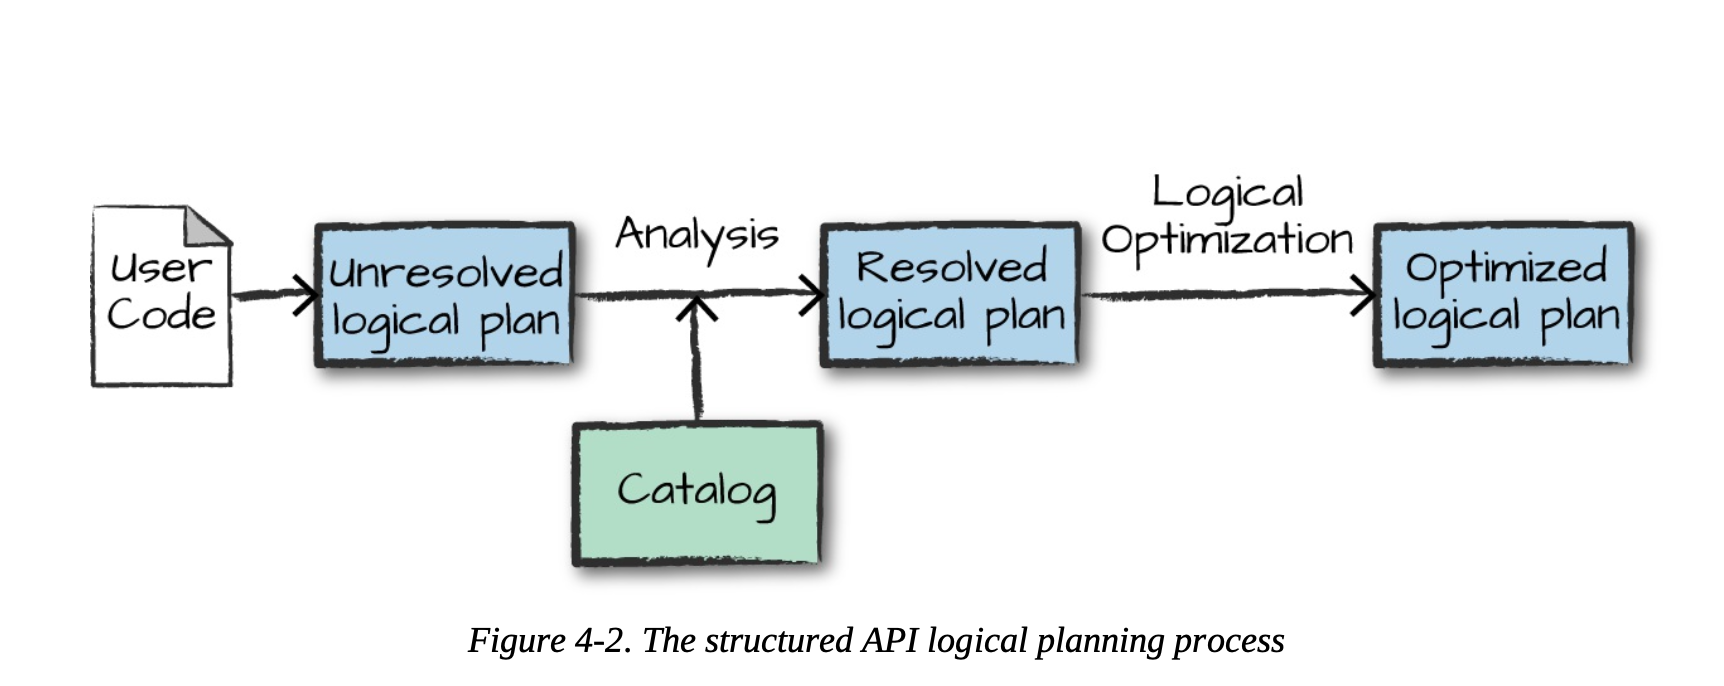 User
Code
Unresolved
logical plan
Analysis
Catalog
Resolved
logical plan
Logical
Optimization
Optimized
logical plan
Figure 4-2. The structured API logical planning process